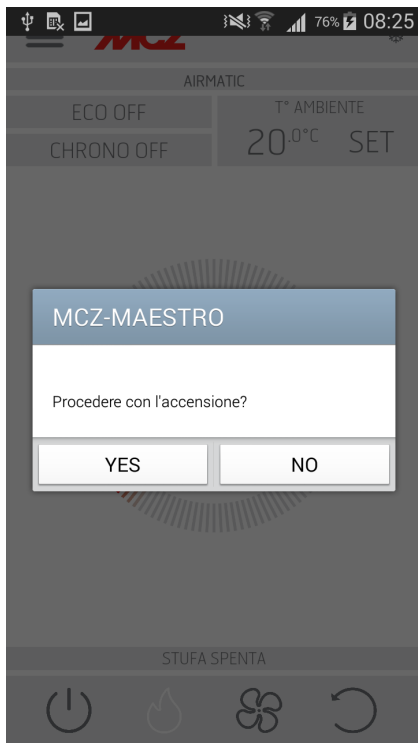 76% 08:25
MCZ
AIRMATIC
ECO OFF
T° AMBIENTE
CHRONO OFF
20.0°C SET
MCZ-MAESTRO
Procedere con l'accensione?
YES NO
STUFA SPENTA